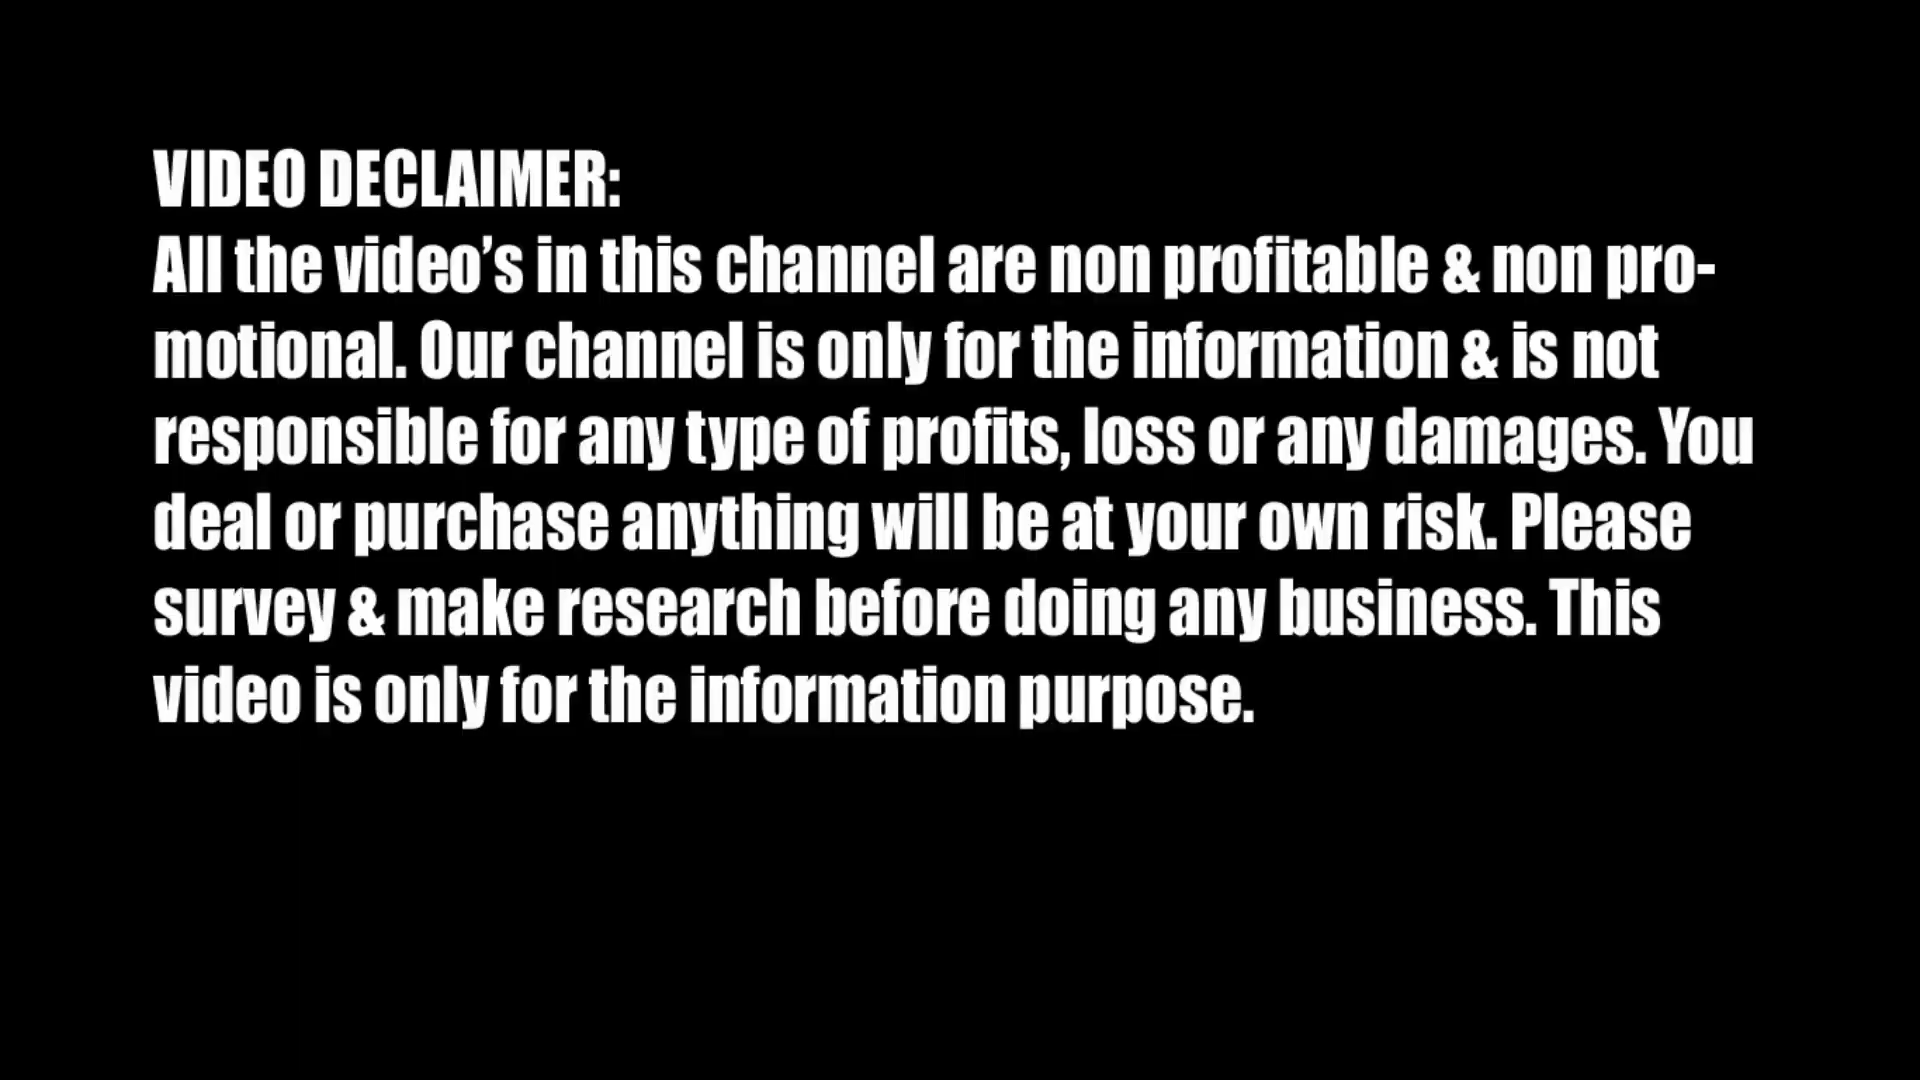 VIDEO DECLAIMER:
All the video’s in this channel are non profitable & non pro-
motional. Our channel is only for the information & is not
responsible for any type of profits, loss or any damages. You
deal or purchase anything will be at your own risk. Please
survey & make research before doing any business. This
video is only for the information purpose.